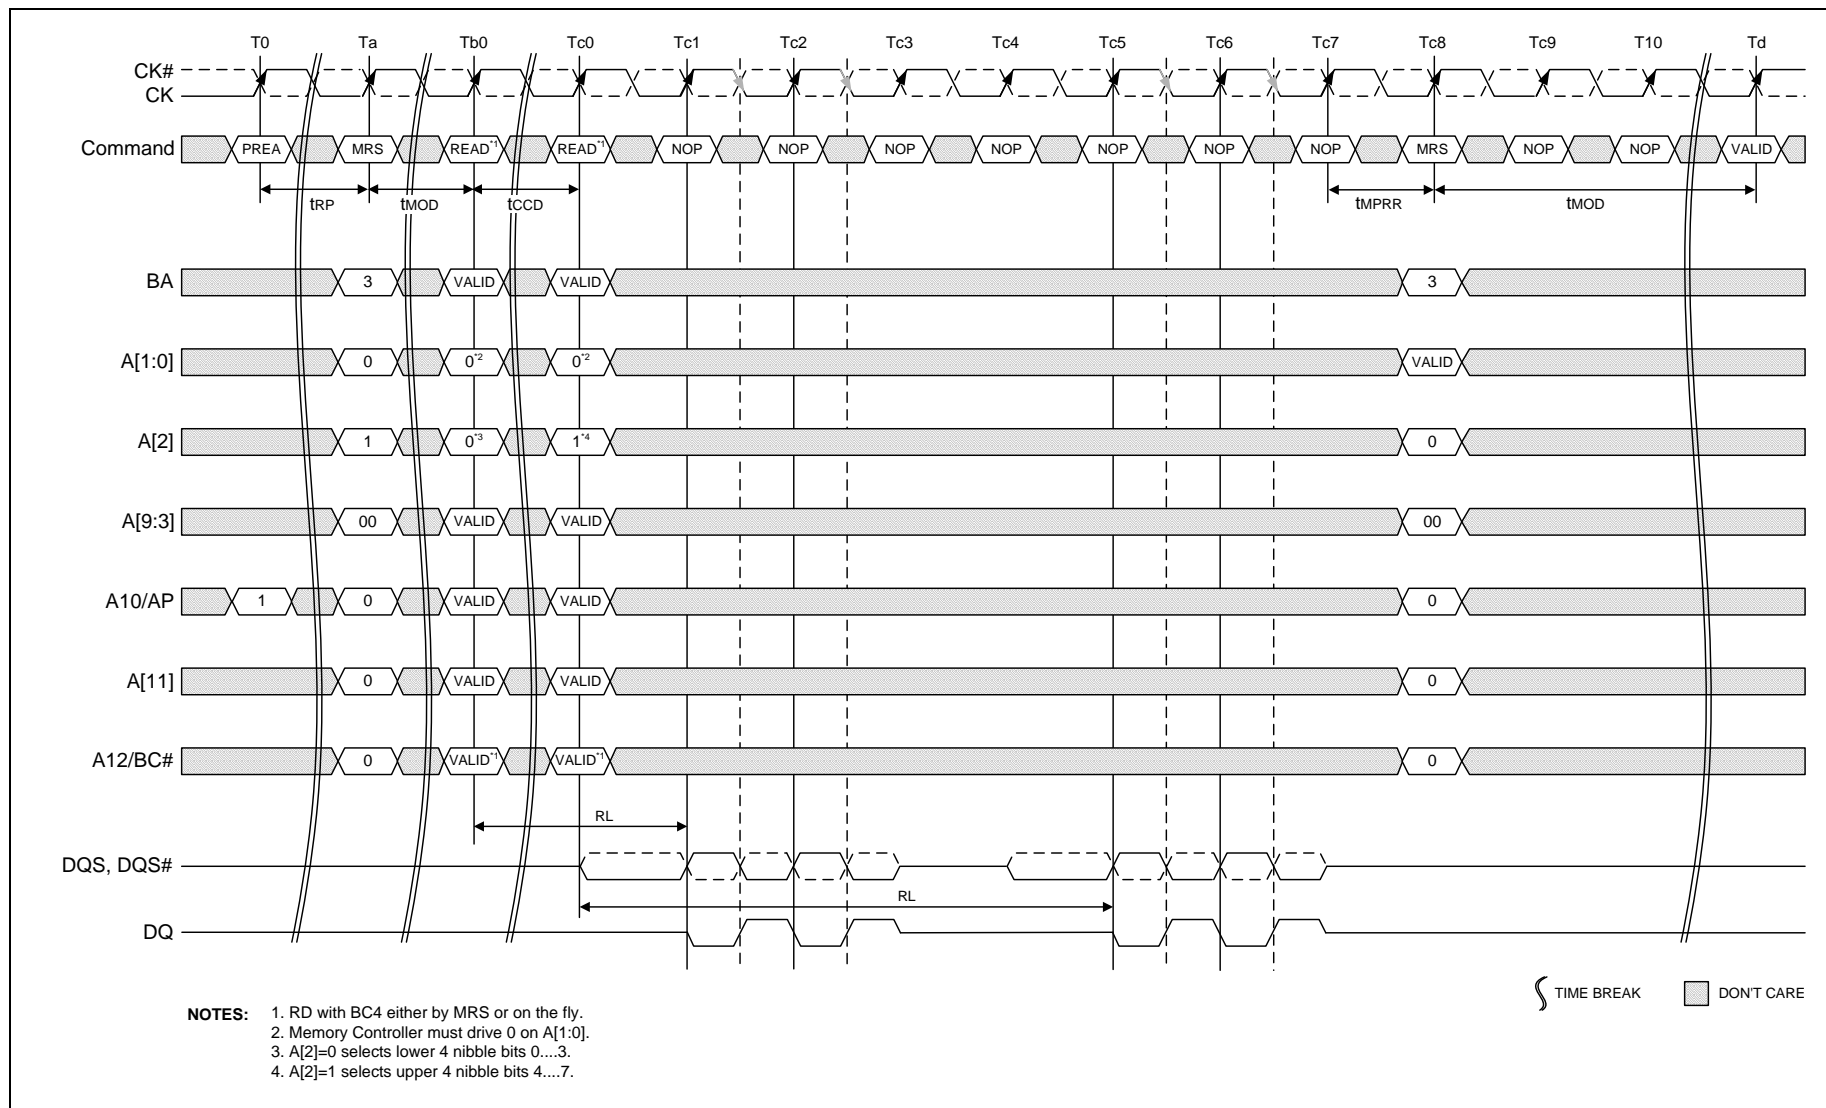 T0 Ta Tb0 Tc0 Tc1 Tc2 Tc3 Tc4 Tc5 Tc6 Tc7 Tc8 Tc9 T10 Td
CK#
CK
Command PREA MRS READ*1 READ*1 NOP NOP NOP NOP NOP NOP NOP MRS NOP NOP VALID
tRP tMOD tCCD tMPRR tMOD
BA 3 VALID VALID 3
A[1:0] 0 0*2 0*2 VALID
A[2] 1 0*3 1*4 0
A[9:3] 00 VALID VALID 00
A10/AP 1 0 VALID VALID 0
A[11] 0 VALID VALID 0
A12/BC# 0 VALID*1 VALID*1 0
RL
DQS, DQS#
RL
DQ
TIME BREAK DON'T CARE
NOTES: 1. RD with BC4 either by MRS or on the fly.
2. Memory Controller must drive 0 on A[1:0].
3. A[2]=0 selects lower 4 nibble bits 0....3.
4. A[2]=1 selects upper 4 nibble bits 4....7.